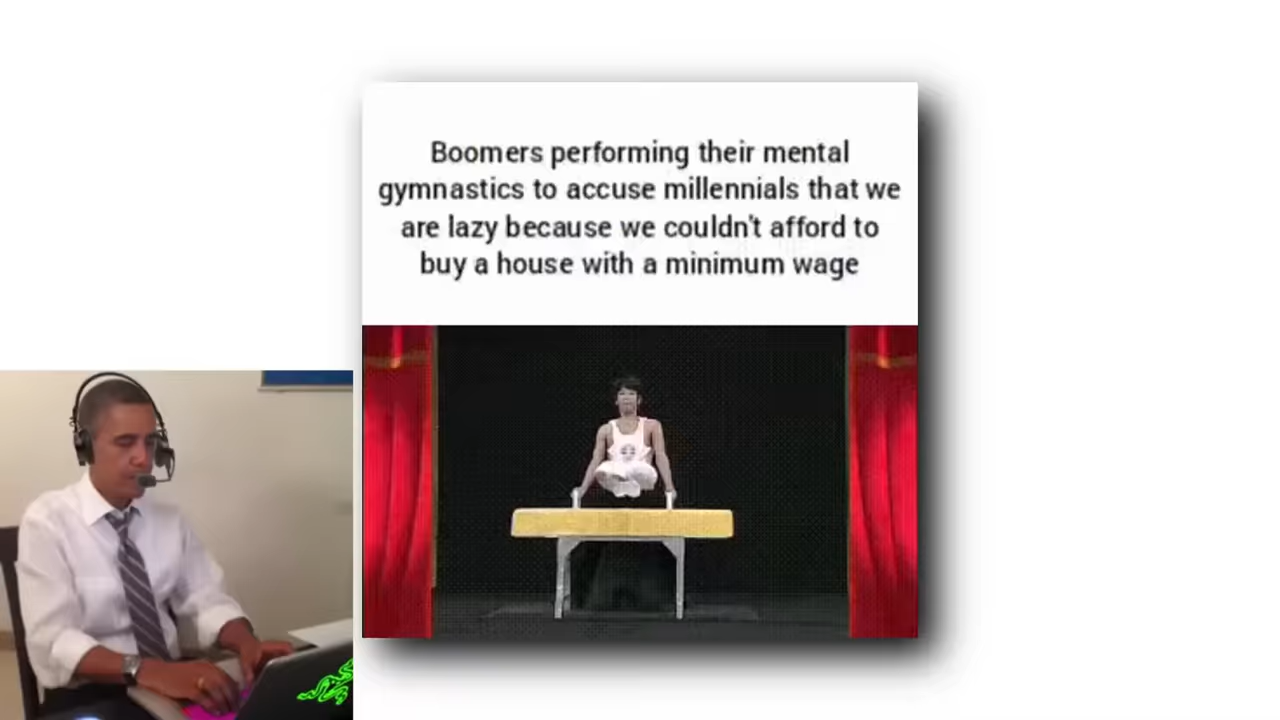 Boomers performing their mental
gymnastics to accuse millennials that we
are lazy because we couldn't afford to
buy a house with a minimum wage